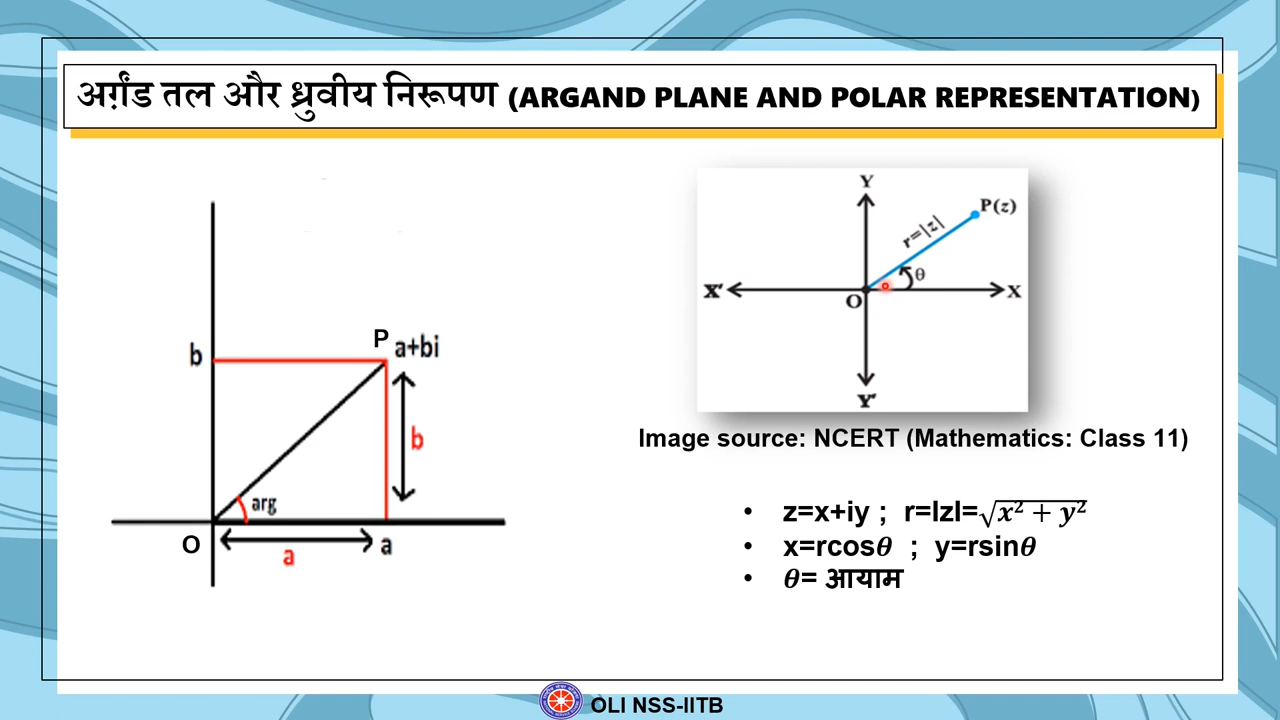 अर्ग़ंड तल और ध्रुवीय निरूपण (ARGAND PLANE AND POLAR REPRESENTATION)
b
P
a+bi
b
arg
O
a
a
Y
P(z)
r=|z|
θ
X'
O
X
Y'
Image source: NCERT (Mathematics: Class 11)
• z=x+iy ; r=lzl=√x² + y²
• x=rcosθ ; y=rsinθ
• θ= आयाम
OLI NSS-IITB